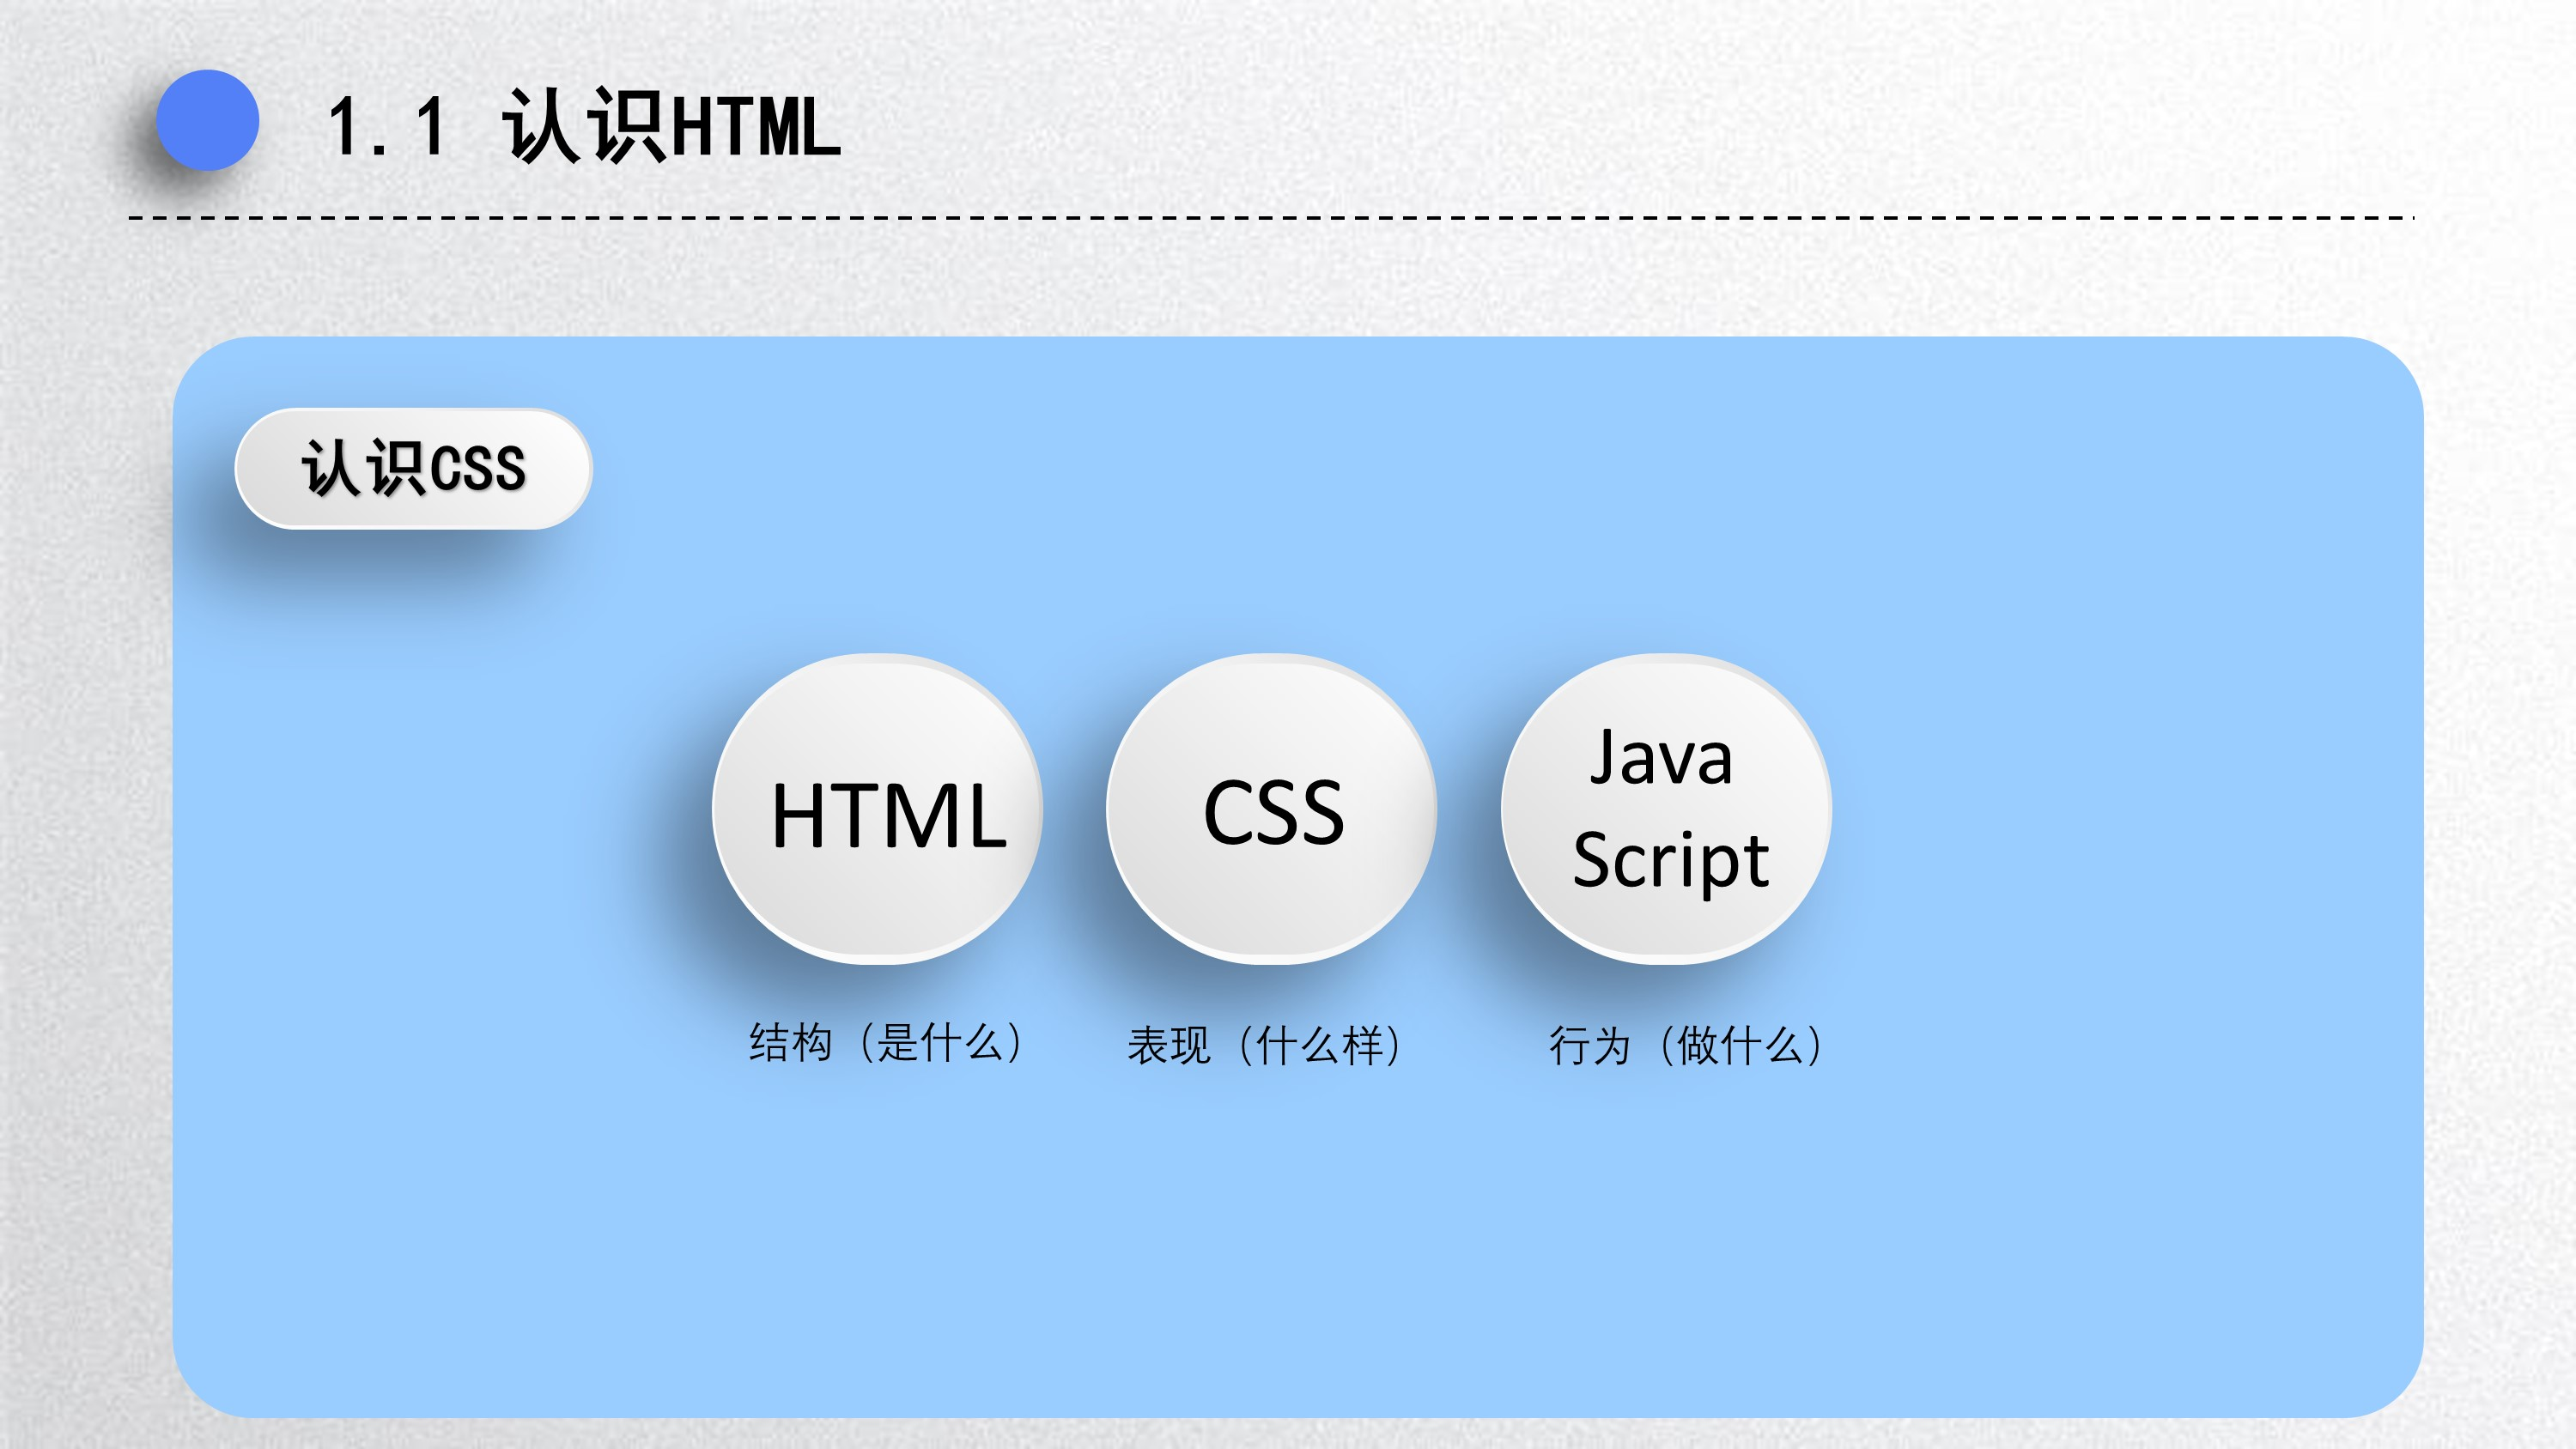 1.1 认识HTML
认识CSS
HTML
CSS
Java
Script
结构（是什么）
表现（什么样）
行为（做什么）